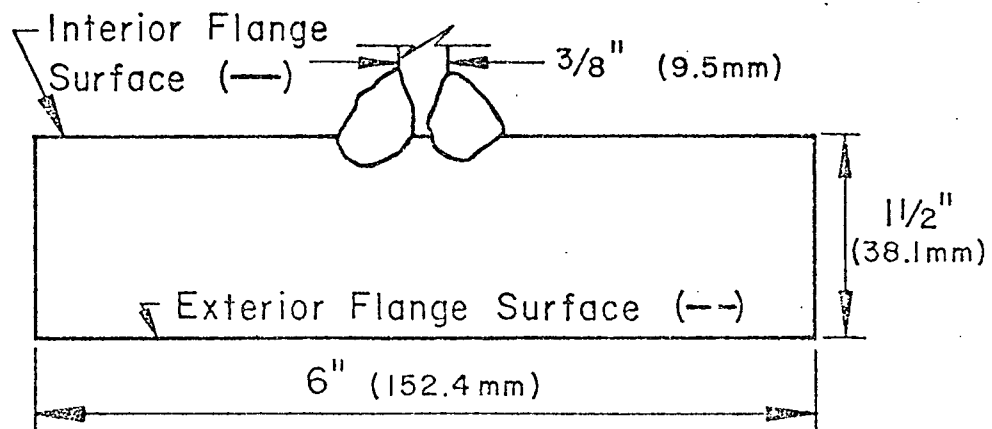 Interior Flange
Surface (—)
3/8" (9.5mm)
1 1/2"
(38.1mm)
Exterior Flange Surface (– –)
6" (152.4mm)